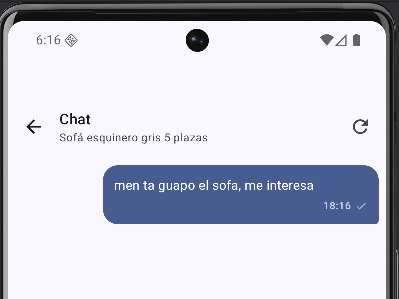 6:16
Chat
Sofá esquinero gris 5 plazas
men ta guapo el sofa, me interesa
18:16